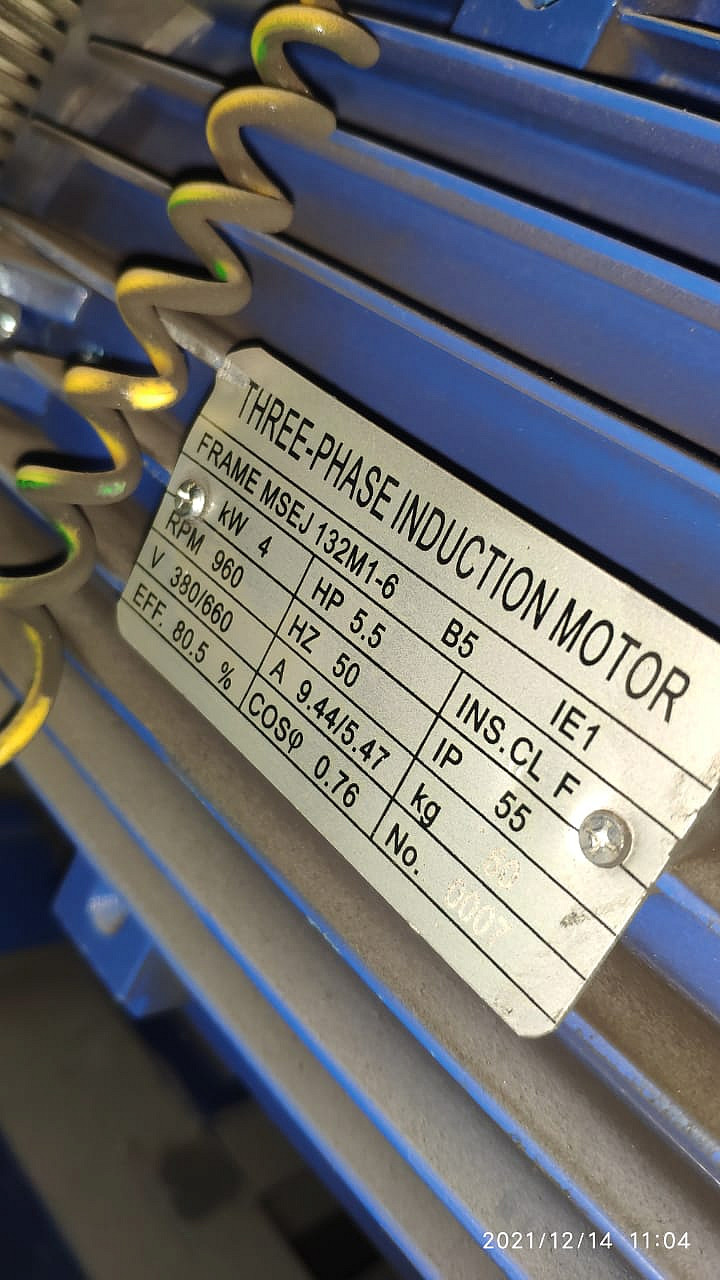 THREE-PHASE INDUCTION MOTOR
FRAME MSEJ 132M1-6 B5 IE1
kW 4 HP 5.5 INS.CL F
RPM 960 HZ 50 IP 55
V 380/660 A 9.44/5.47 kg
EFF. 80.5 % COSφ 0.76 No. 6007
2021/12/14 11:04